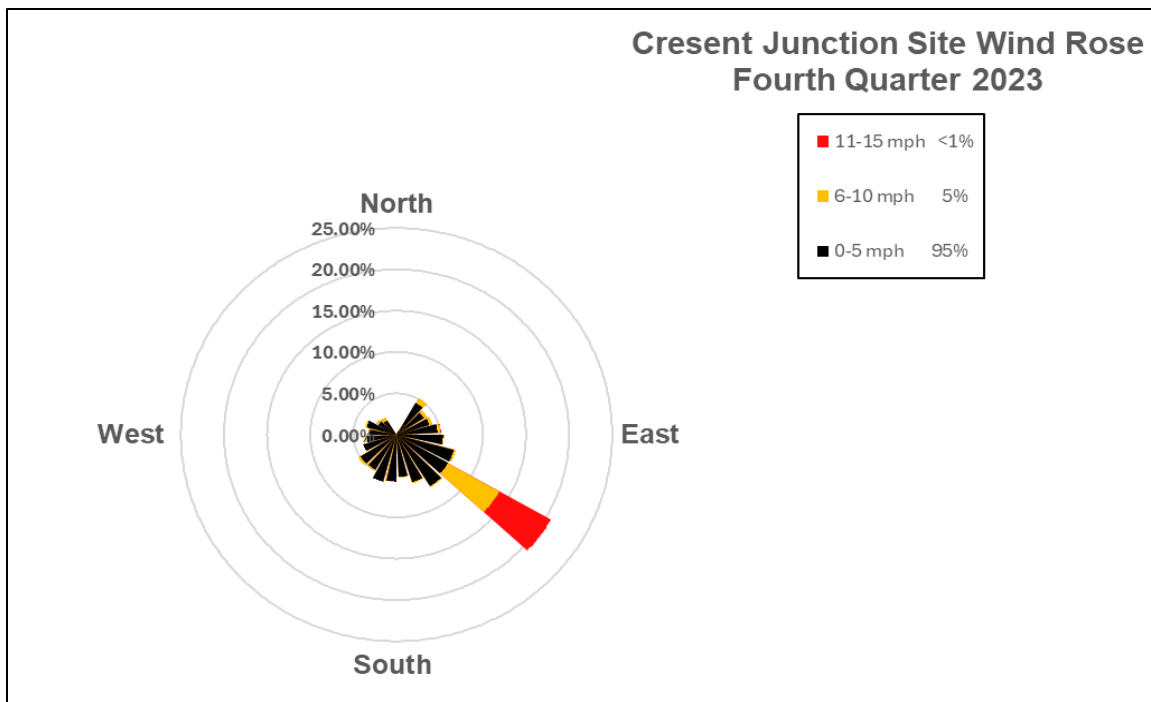 Cresent Junction Site Wind Rose
Fourth Quarter 2023
11-15 mph <1%
6-10 mph 5%
0-5 mph 95%
North
25.00%
20.00%
15.00%
10.00%
5.00%
0.00%
West
East
South